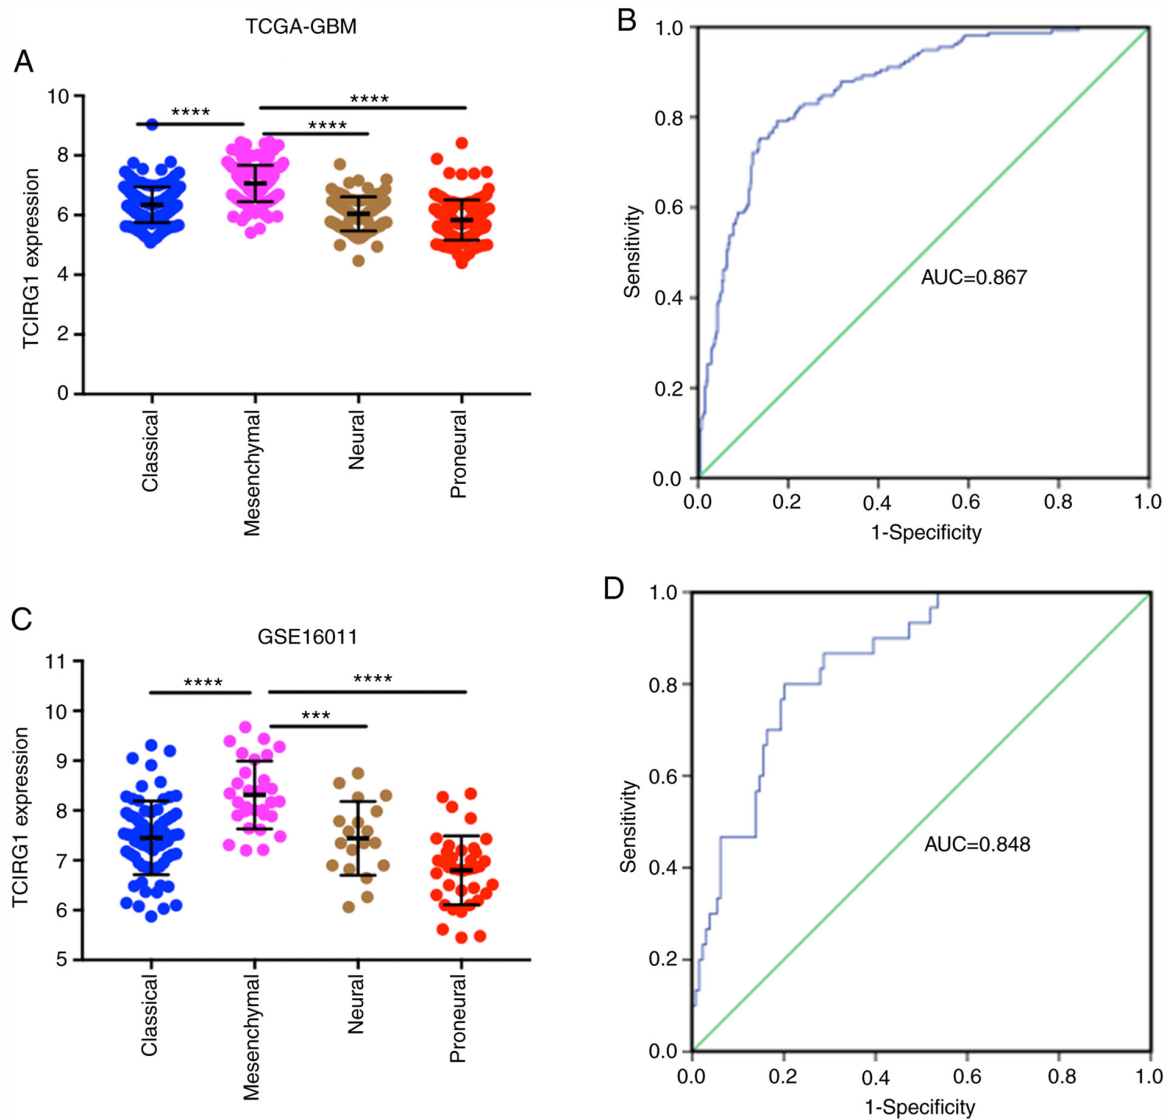 TCGA-GBM
A
10
8
6
4
2
0
TCIRG1 expression
****
****
****
Classical
Mesenchymal
Neural
Proneural
B
1.0
0.8
0.6
0.4
0.2
0.0
Sensitivity
AUC=0.867
0.0 0.2 0.4 0.6 0.8 1.0
1-Specificity
C
GSE16011
11
10
9
8
7
6
5
TCIRG1 expression
****
****
***
Classical
Mesenchymal
Neural
Proneural
D
1.0
0.8
0.6
0.4
0.2
0.0
Sensitivity
AUC=0.848
0.0 0.2 0.4 0.6 0.8 1.0
1-Specificity